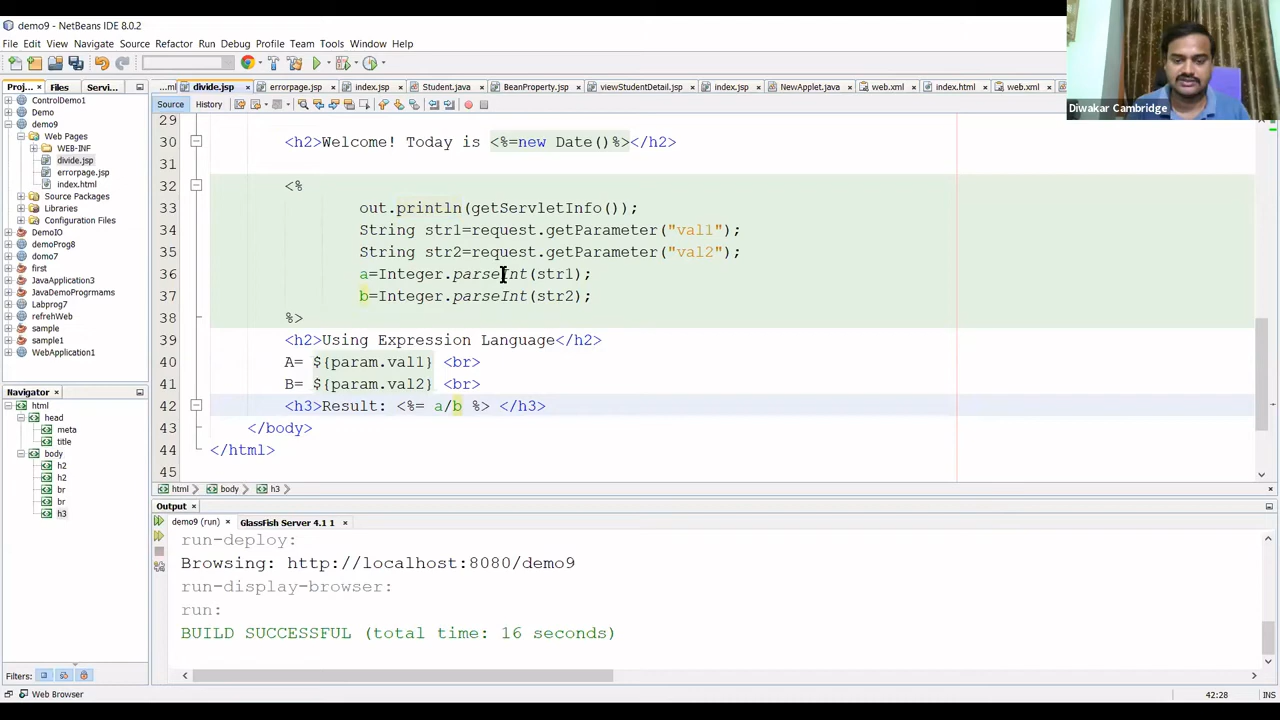 demo9 - NetBeans IDE 8.0.2
File Edit View Navigate Source Refactor Run Debug Profile Team Tools Window Help
Diwakar Cambridge
Proj... × Files Servi...
...ml divide.jsp × errorpage.jsp × index.jsp × Student.java × BeanProperty.jsp × viewStudentDetail.jsp × index.jsp × NewApplet.java × web.xml × index.html × web.xml
Source History
ControlDemo1
Demo
demo9
Web Pages
WEB-INF
divide.jsp
errorpage.jsp
index.html
Source Packages
Libraries
Configuration Files
DemoIO
demoProg8
demo7
first
JavaApplication3
JavaDemoProgrmams
Labprog7
refrehWeb
sample
sample1
WebApplication1
29
30 <h2>Welcome! Today is <%=new Date()%></h2>
31
32 <%
33 out.println(getServletInfo());
34 String str1=request.getParameter("val1");
35 String str2=request.getParameter("val2");
36 a=Integer.parseInt(str1);
37 b=Integer.parseInt(str2);
38 %>
39 <h2>Using Expression Language</h2>
40 A= ${param.val1} <br>
41 B= ${param.val2} <br>
42 <h3>Result: <%= a/b %> </h3>
43 </body>
44 </html>
45
html body h3
Navigator ×
html
head
meta
title
body
h2
h2
br
br
h3
Filters:
Output ×
demo9 (run) × GlassFish Server 4.1 1 ×
run-deploy:
Browsing: http://localhost:8080/demo9
run-display-browser:
run:
BUILD SUCCESSFUL (total time: 16 seconds)
Web Browser
42:28 INS